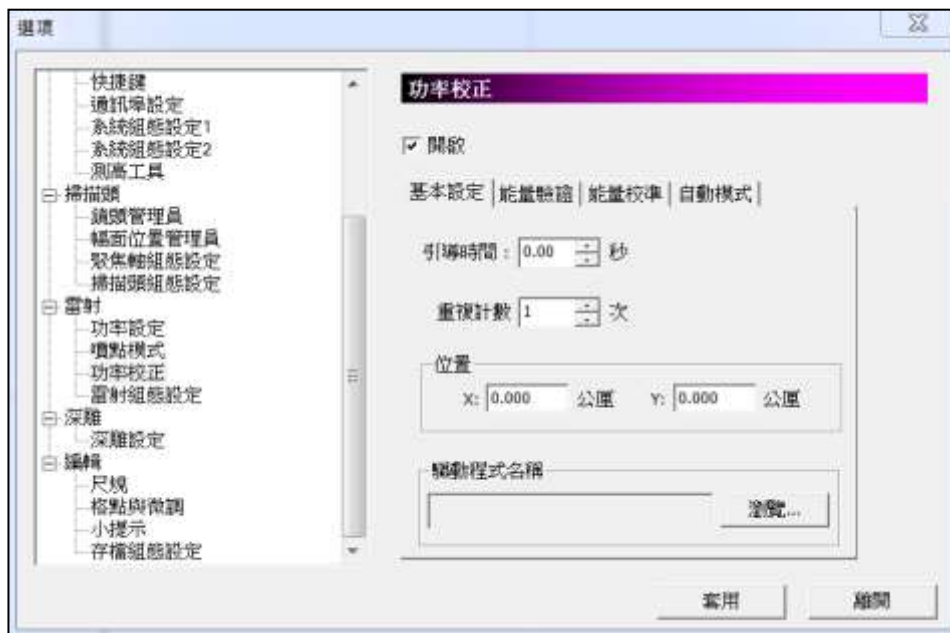 選項
快捷鍵
通訊埠設定
系統組態設定1
系統組態設定2
測高工具
掃描頭
鏡頭管理員
幅面位置管理員
聚焦軸組態設定
掃描頭組態設定
雷射
功率設定
噴點模式
功率校正
雷射組態設定
深雕
深雕設定
編輯
尺規
格點與微調
小提示
存檔組態設定
功率校正
開啟
基本設定 能量驗證 能量校準 自動模式
引導時間： 0.00 秒
重複計數 1 次
位置
X: 0.000 公厘 Y: 0.000 公厘
驅動程式名稱
瀏覽...
套用 離開